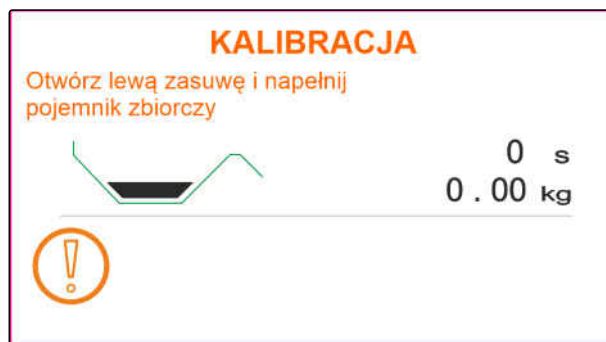 KALIBRACJA
Otwórz lewą zasuwę i napełnij
pojemnik zbiorczy
0 s
0.00 kg